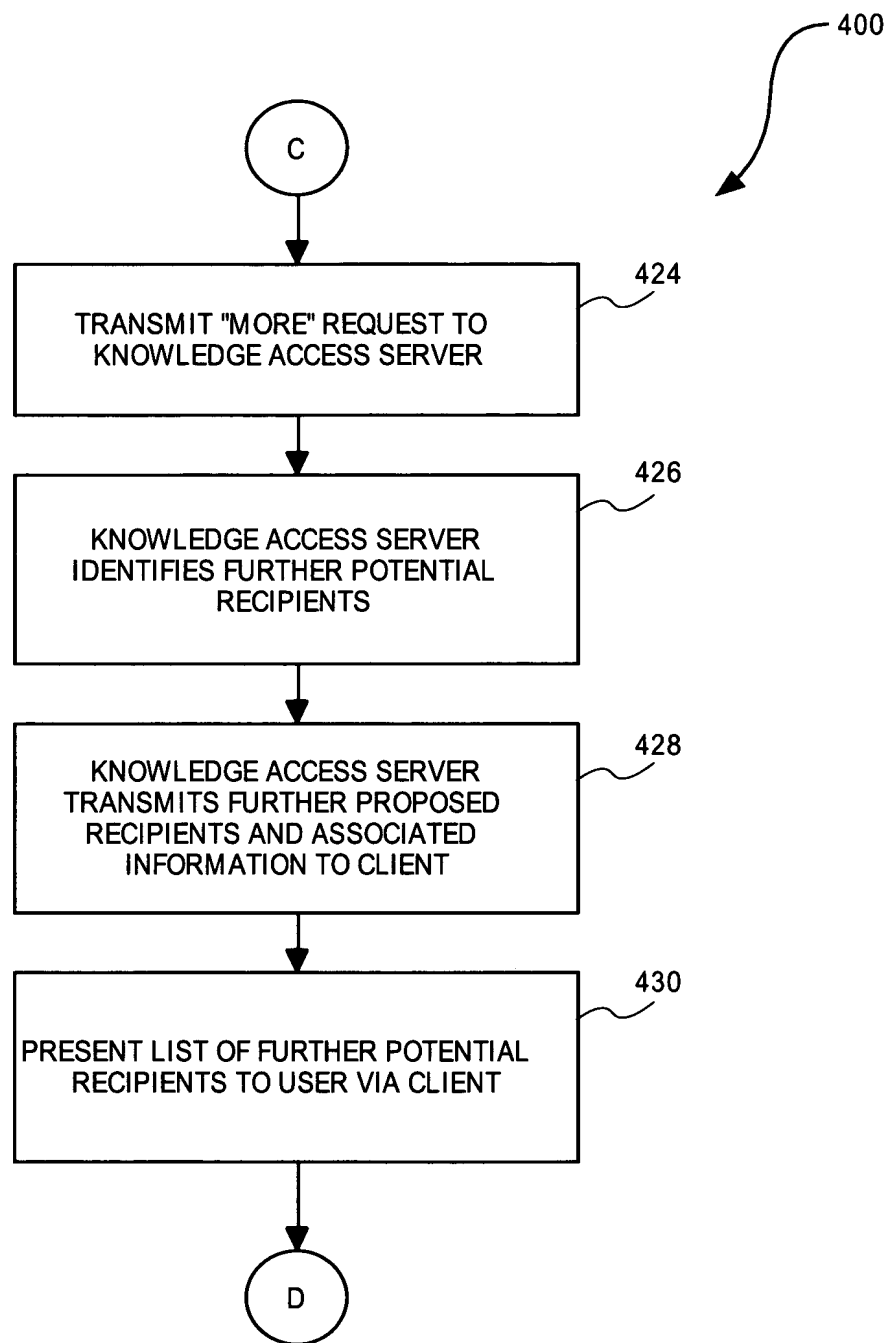 400
C
424
TRANSMIT "MORE" REQUEST TO
KNOWLEDGE ACCESS SERVER
426
KNOWLEDGE ACCESS SERVER
IDENTIFIES FURTHER POTENTIAL
RECIPIENTS
428
KNOWLEDGE ACCESS SERVER
TRANSMITS FURTHER PROPOSED
RECIPIENTS AND ASSOCIATED
INFORMATION TO CLIENT
430
PRESENT LIST OF FURTHER POTENTIAL
RECIPIENTS TO USER VIA CLIENT
D